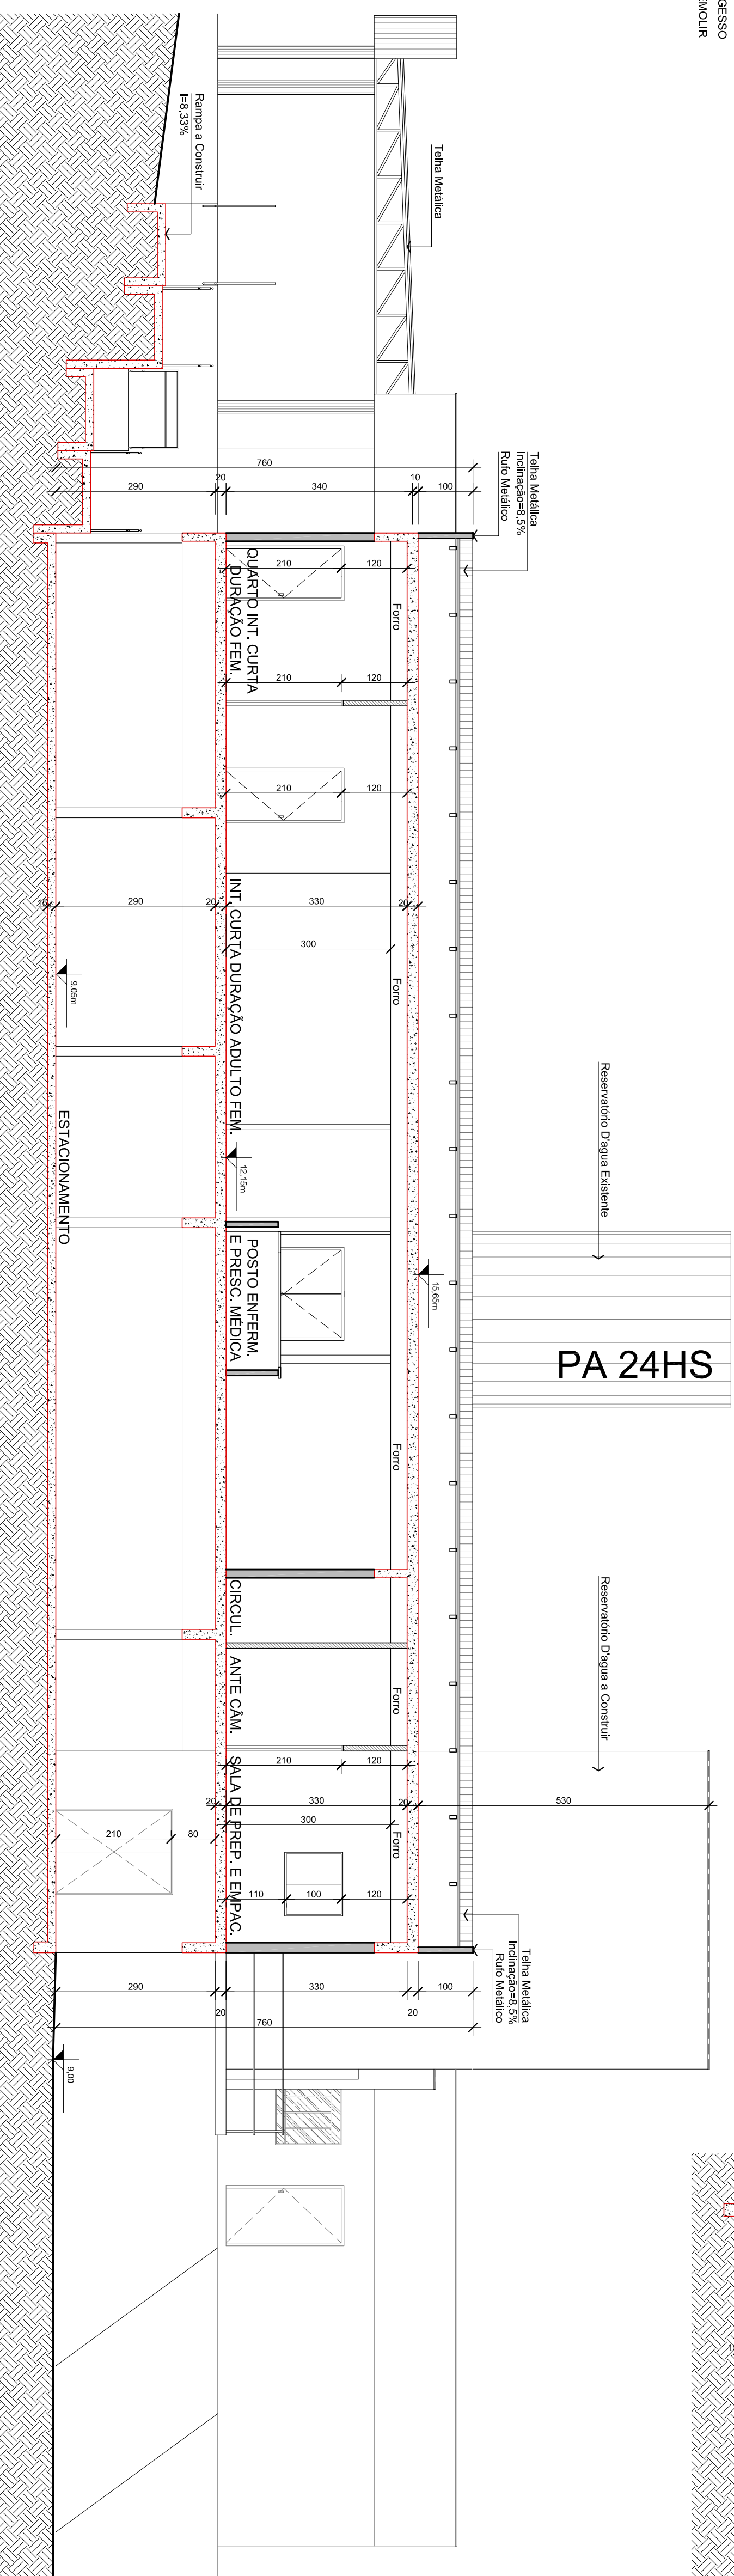 GESSO
Telha Metálica
Rampa a Construir
I=8,33%
Telha Metálica
Inclinação=8,5%
Rufo Metálico
760
290
20
340
10
100
210
120
QUARTO INT. CURTA
DURAÇÃO FEM.
Forro
210
120
210
120
15
290
20
330
20
300
INT. CURTA DURAÇÃO ADULTO FEM.
Forro
9,05m
12,15m
15,65m
ESTACIONAMENTO
Reservatório D'agua Existente
PA 24HS
POSTO ENFERM.
E PRESC. MÉDICA
Forro
Reservatório D'agua a Construir
CIRCUL.
ANTE CÂM.
Forro
210
120
SALA DE PREP. E EMPAC.
20
330
20
530
300
Forro
210
80
110
100
120
Telha Metálica
Inclinação=8,5%
Rufo Metálico
290
20
330
20
100
760
9,00